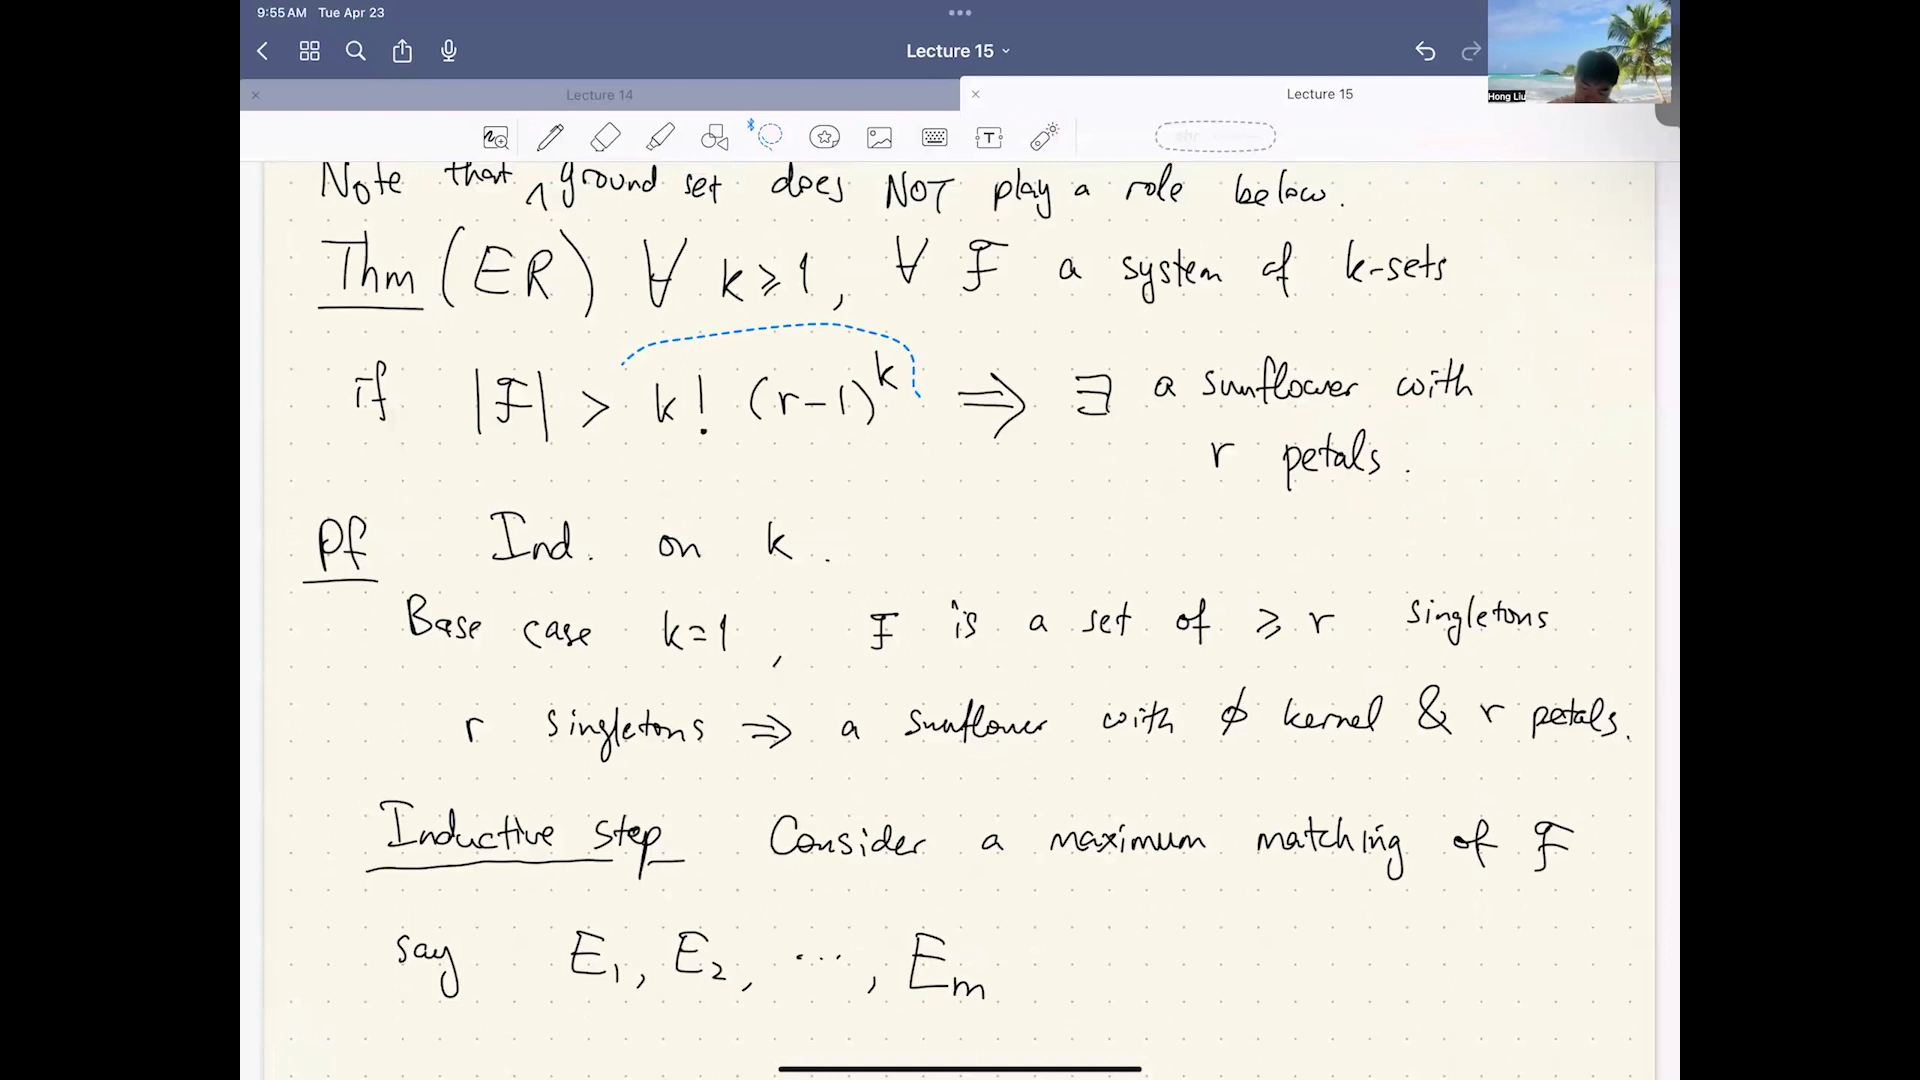 9:55 AM Tue Apr 23
Lecture 15
Lecture 14
Lecture 15
Hong Liu
Note that ^ ground set does NOT play a role below.
Thm (ER) ∀ k ≥ 1, ∀ F a system of k-sets
if |F| > k! (r-1)^k ⇒ ∃ a sunflower with
r petals.
Pf Ind. on k.
Base case k=1, F is a set of ≥ r singletons
r singletons ⇒ a sunflower with ϕ kernel & r petals.
Inductive step Consider a maximum matching of F
say E₁, E₂, ..., Eₘ